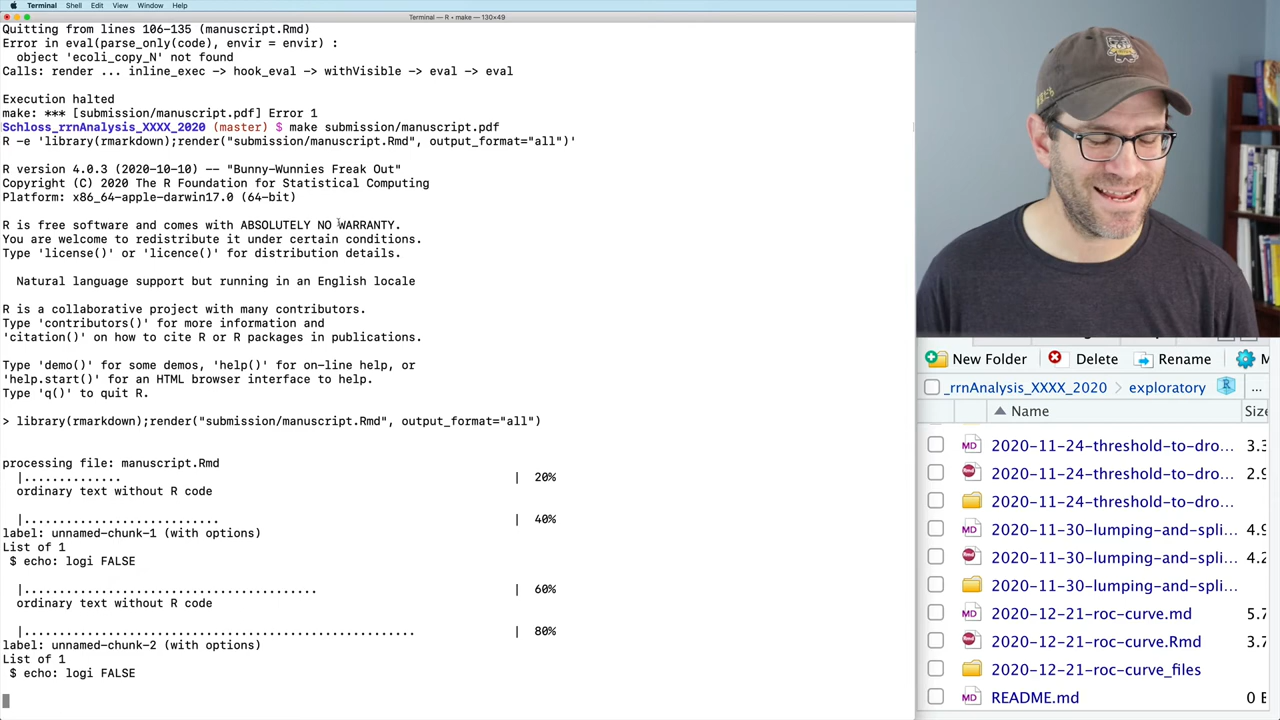 Terminal Shell Edit View Window Help
Terminal — R • make — 130×49
Quitting from lines 106-135 (manuscript.Rmd)
Error in eval(parse_only(code), envir = envir) :
  object 'ecoli_copy_N' not found
Calls: render ... inline_exec -> hook_eval -> withVisible -> eval -> eval
Execution halted
make: *** [submission/manuscript.pdf] Error 1
Schloss_rrnAnalysis_XXXX_2020 (master) $ make submission/manuscript.pdf
R -e 'library(rmarkdown);render("submission/manuscript.Rmd", output_format="all")'
R version 4.0.3 (2020-10-10) -- "Bunny-Wunnies Freak Out"
Copyright (C) 2020 The R Foundation for Statistical Computing
Platform: x86_64-apple-darwin17.0 (64-bit)
R is free software and comes with ABSOLUTELY NO WARRANTY.
You are welcome to redistribute it under certain conditions.
Type 'license()' or 'licence()' for distribution details.
  Natural language support but running in an English locale
R is a collaborative project with many contributors.
Type 'contributors()' for more information and
'citation()' on how to cite R or R packages in publications.
Type 'demo()' for some demos, 'help()' for on-line help, or
'help.start()' for an HTML browser interface to help.
Type 'q()' to quit R.
> library(rmarkdown);render("submission/manuscript.Rmd", output_format="all")
processing file: manuscript.Rmd
  |..............                                                        |  20%
  ordinary text without R code
  |............................                                          |  40%
label: unnamed-chunk-1 (with options)
List of 1
 $ echo: logi FALSE
  |..........................................                            |  60%
  ordinary text without R code
  |........................................................              |  80%
label: unnamed-chunk-2 (with options)
List of 1
 $ echo: logi FALSE
New Folder Delete Rename M
_rrnAnalysis_XXXX_2020 > exploratory ...
Name Size
2020-11-24-threshold-to-dro... 3.3
2020-11-24-threshold-to-dro... 2.9
2020-11-24-threshold-to-dro...
2020-11-30-lumping-and-spli... 4.9
2020-11-30-lumping-and-spli... 4.2
2020-11-30-lumping-and-spli...
2020-12-21-roc-curve.md 5.7
2020-12-21-roc-curve.Rmd 3.7
2020-12-21-roc-curve_files
README.md 0 B